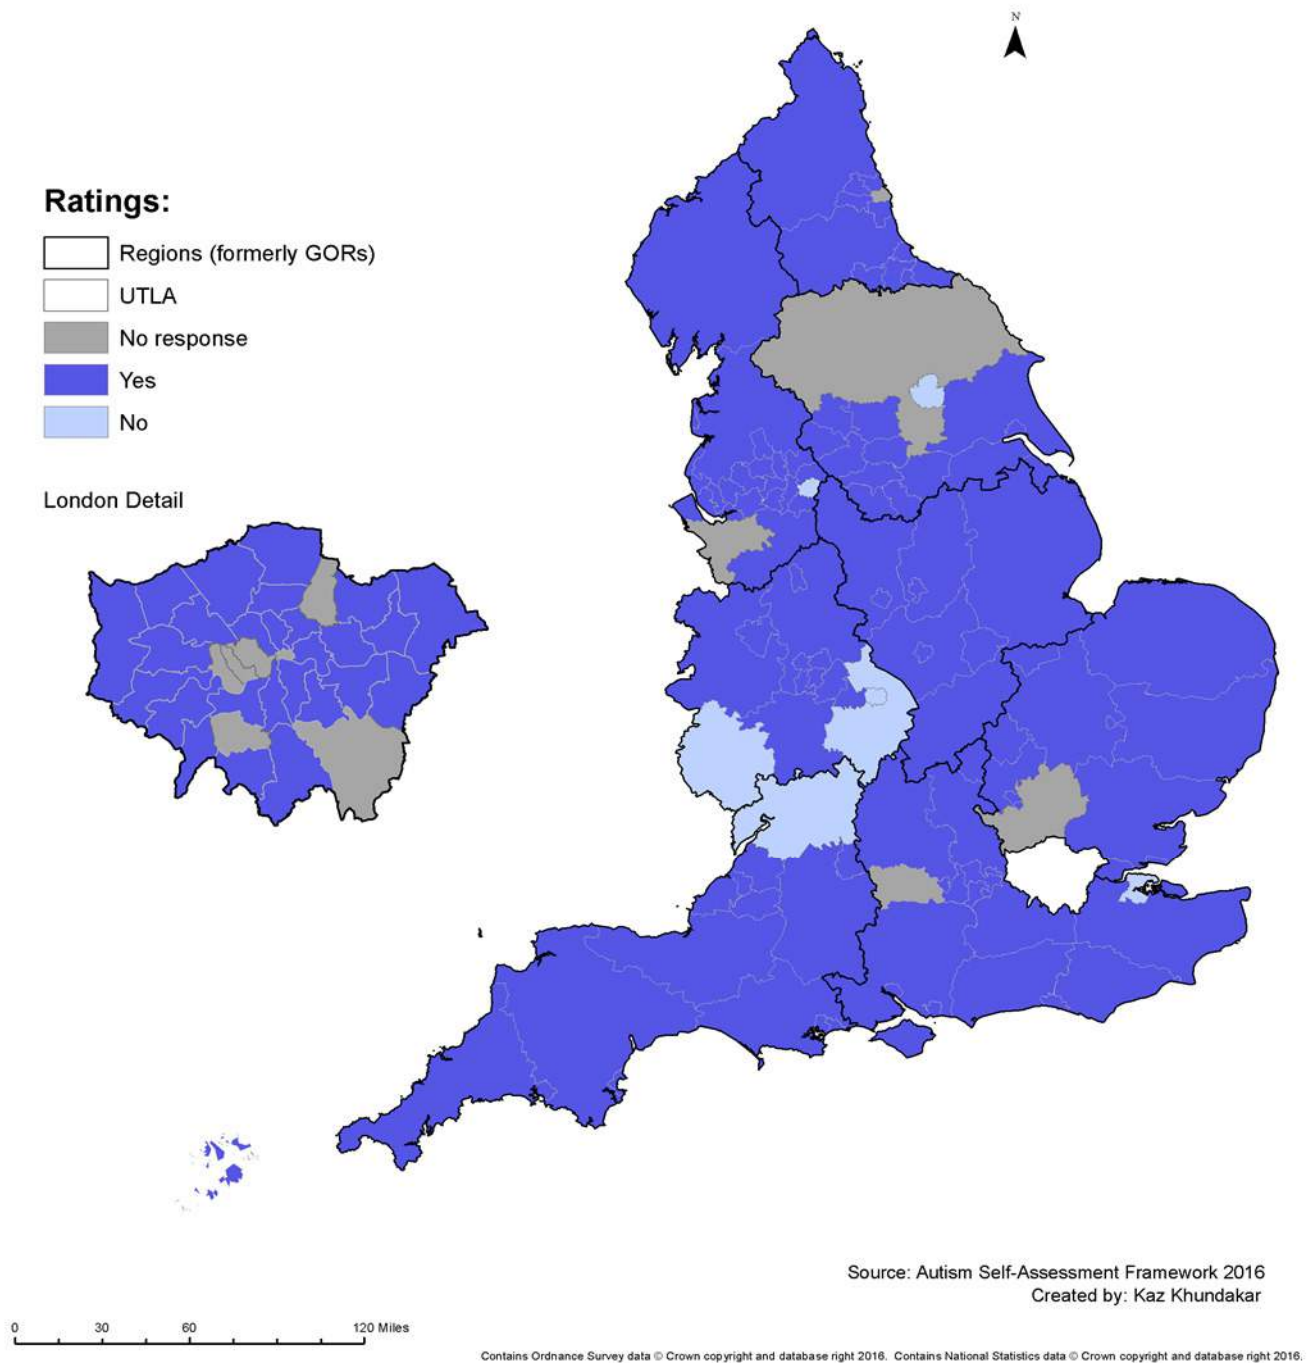 N
Ratings:
Regions (formerly GORs)
UTLA
No response
Yes
No
London Detail
Source: Autism Self-Assessment Framework 2016
Created by: Kaz Khundakar
0 30 60 120 Miles
Contains Ordnance Survey data © Crown copyright and database right 2016. Contains National Statistics data © Crown copyright and database right 2016.